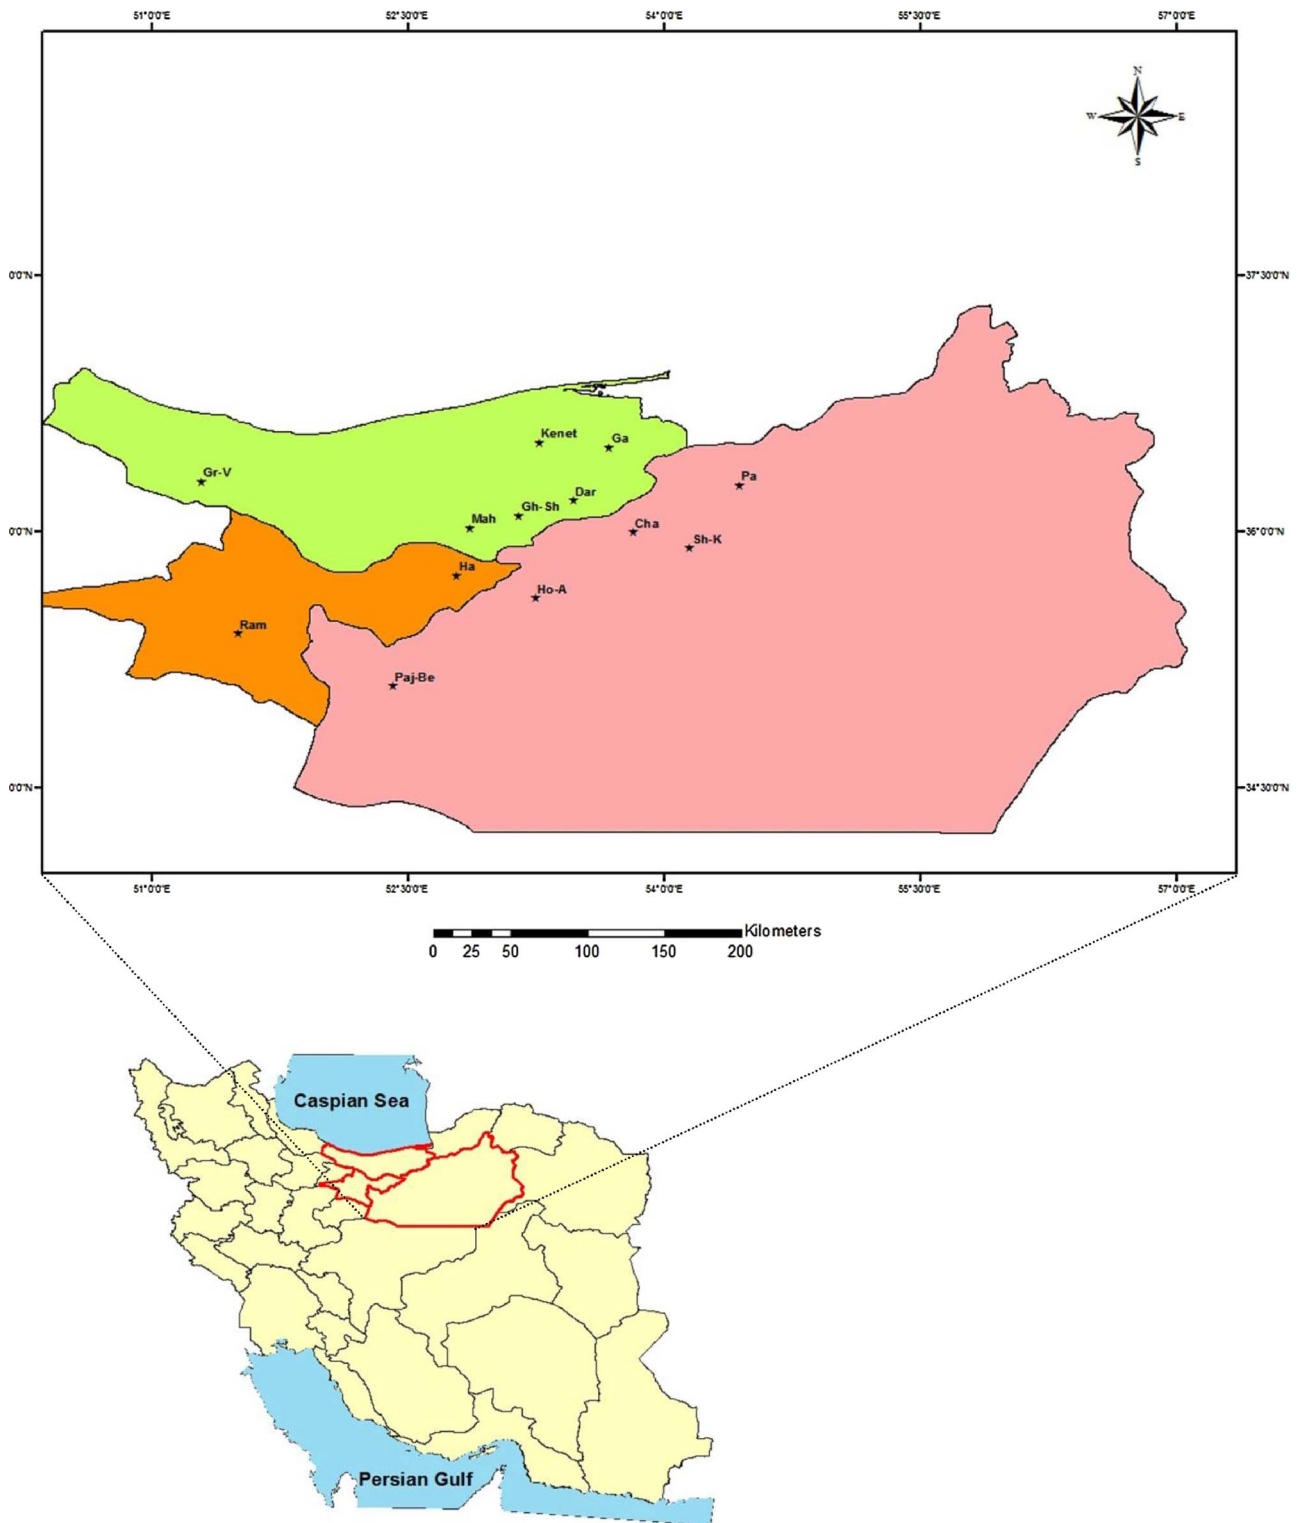 51°0'0"E 52°30'0"E 54°0'0"E 55°30'0"E 57°0'0"E
N
W E
S
0'0"N 37°30'0"N
Kenet
Ga
Gr-V
Pa
Dar
Gh-Sh
Mah
Cha
0'0"N 36°0'0"N
Sh-K
Ha
Ho-A
Ram
Paj-Be
0'0"N 34°30'0"N
51°0'0"E 52°30'0"E 54°0'0"E 55°30'0"E 57°0'0"E
Kilometers
0 25 50 100 150 200
Caspian Sea
Persian Gulf